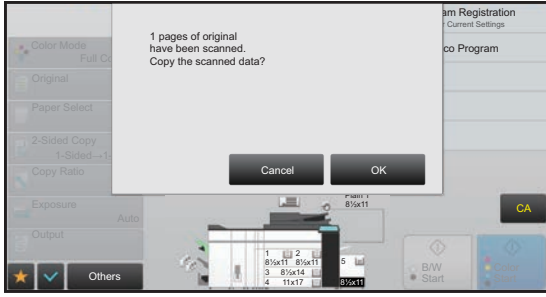 1 pages of original
have been scanned.
Copy the scanned data?
Cancel
OK
am Registration
Current Settings
co Program
Color Mode
Full Co
Original
Paper Select
2-Sided Copy
1-Sided→1-
Copy Ratio
Exposure
Auto
Output
Others
Plain 1
8½x11
1
8½x11
2
8½x11
3
8½x14
4
11x17
5
8½x11
CA
B/W
Start
Color
Start